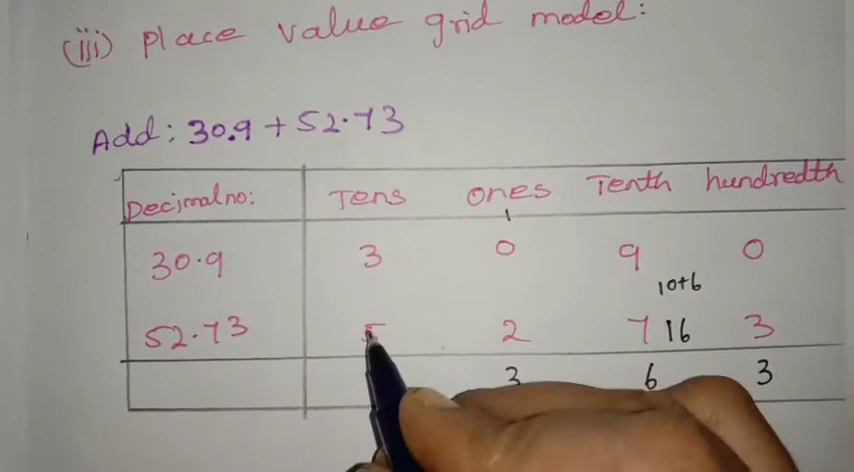 (iii) Place value grid model:
Add: 30.9 + 52.73
Decimal no: Tens ones Tenth hundredth
1
30.9 3 0 9 0
10+6
52.73 5 2 7 16 3
3 6 3